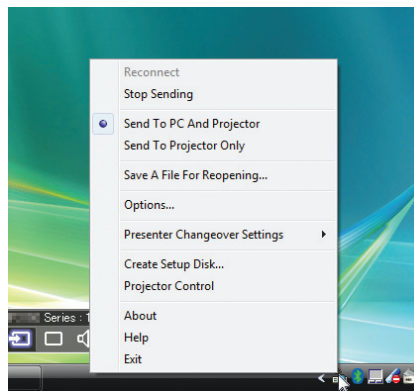 Reconnect
Stop Sending
Send To PC And Projector
Send To Projector Only
Save A File For Reopening...
Options...
Presenter Changeover Settings
Create Setup Disk...
Projector Control
About
Help
Exit
Series :